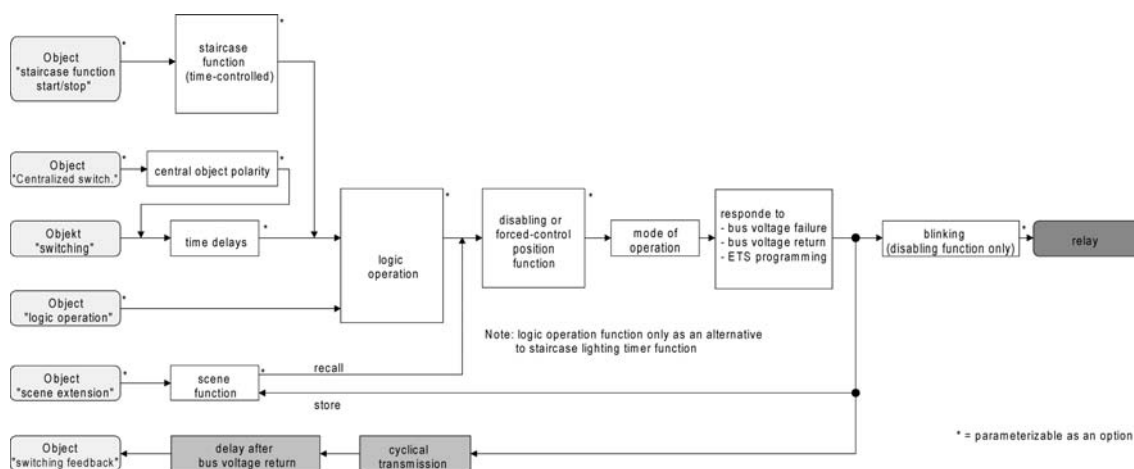 Object
"staircase function
start/stop"
*
staircase
function
(time-controlled)
*
Object
"Centralized switch."
*
central object polarity
*
Objekt
"switching"
time delays
*
Object
"logic operation"
*
logic
operation
*
disabling or
forced-control
position
function
*
mode of
operation
responde to
- bus voltage failure
- bus voltage return
- ETS programming
blinking
(disabling function only)
*
relay
Note: logic operation function only as an alternative
to staircase lighting timer function
Object
"scene extension"
*
scene
function
*
recall
store
Object
"switching feedback"
*
delay after
bus voltage return
cyclical
transmission
* = parameterizable as an option